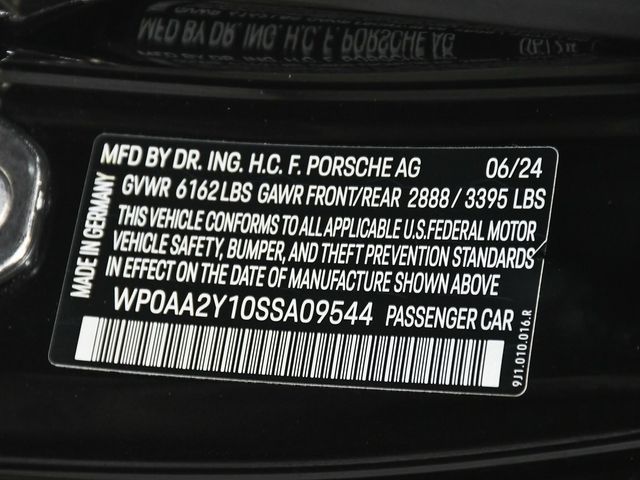 MFD BY DR. ING. H.C. F. PORSCHE AG 06/24
GVWR 6162 LBS GAWR FRONT/REAR 2888 / 3395 LBS
THIS VEHICLE CONFORMS TO ALL APPLICABLE U.S. FEDERAL MOTOR
VEHICLE SAFETY, BUMPER, AND THEFT PREVENTION STANDARDS
IN EFFECT ON THE DATE OF MANUFACTURE SHOWN ABOVE
WP0AA2Y10SSA09544 PASSENGER CAR
MADE IN GERMANY
9J1.010.016.R